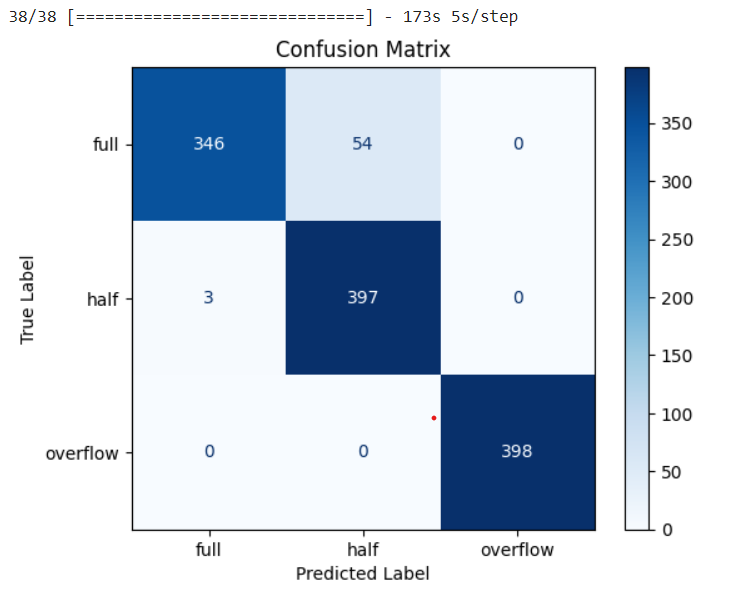 38/38 [==============================] - 173s 5s/step
Confusion Matrix
full 346 54 0
half 3 397 0
overflow 0 0 398
full half overflow
Predicted Label
True Label
350
300
250
200
150
100
50
0